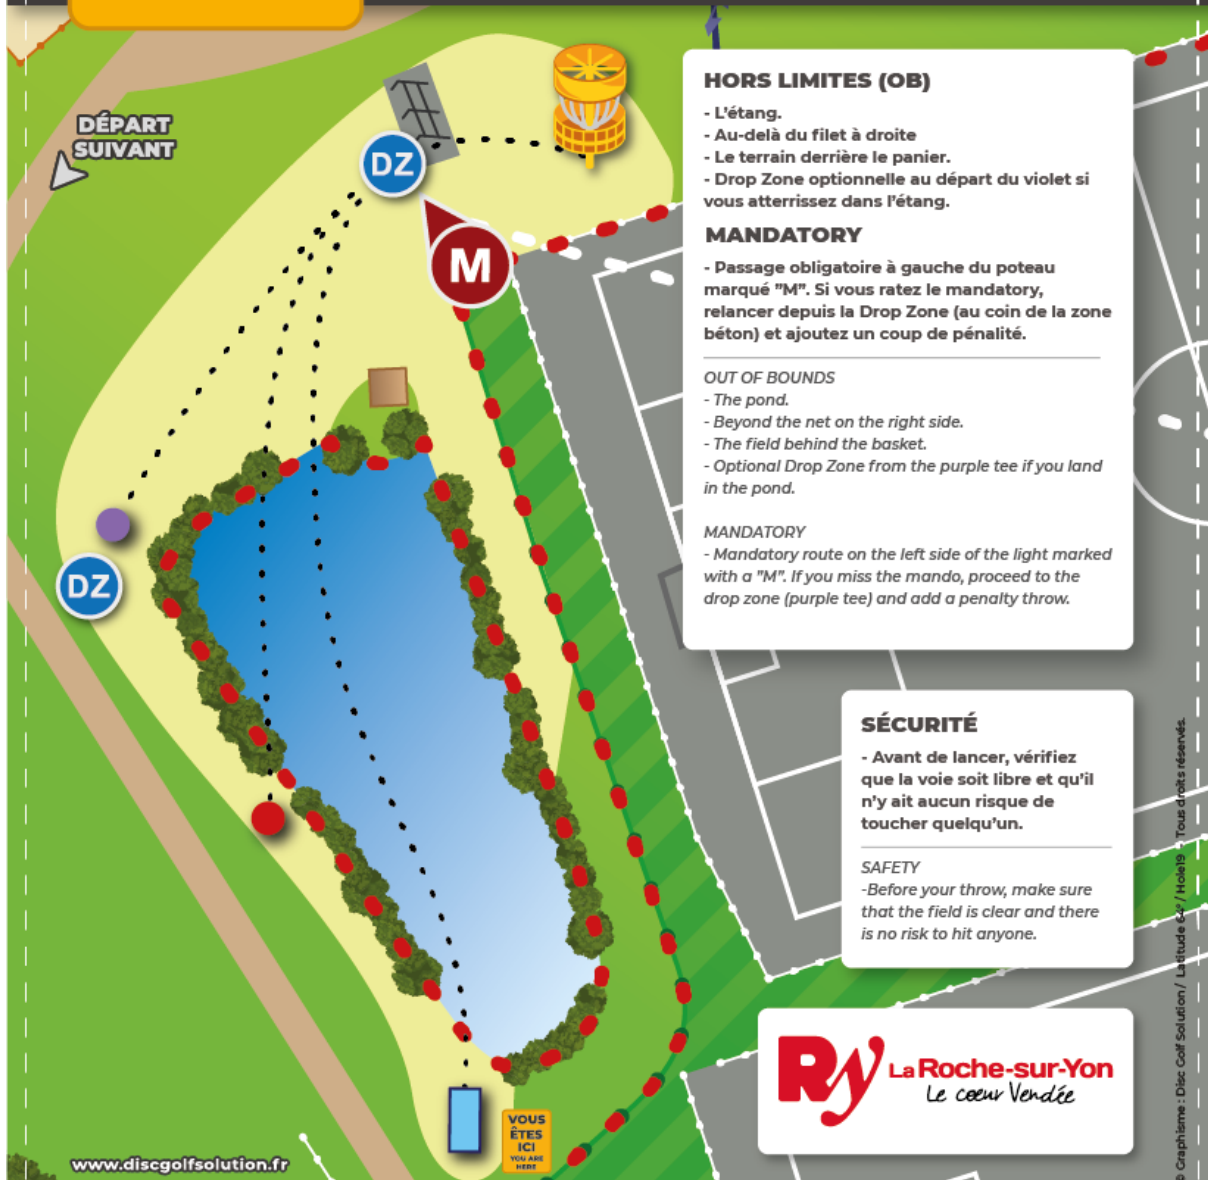 DÉPART
SUIVANT
DZ
M
DZ
HORS LIMITES (OB)
- L'étang.
- Au-delà du filet à droite
- Le terrain derrière le panier.
- Drop Zone optionnelle au départ du violet si
vous atterrissez dans l'étang.
MANDATORY
- Passage obligatoire à gauche du poteau
marqué "M". Si vous ratez le mandatory,
relancer depuis la Drop Zone (au coin de la zone
béton) et ajoutez un coup de pénalité.
OUT OF BOUNDS
- The pond.
- Beyond the net on the right side.
- The field behind the basket.
- Optional Drop Zone from the purple tee if you land
in the pond.
MANDATORY
- Mandatory route on the left side of the light marked
with a "M". If you miss the mando, proceed to the
drop zone (purple tee) and add a penalty throw.
SÉCURITÉ
- Avant de lancer, vérifiez
que la voie soit libre et qu'il
n'y ait aucun risque de
toucher quelqu'un.
SAFETY
-Before your throw, make sure
that the field is clear and there
is no risk to hit anyone.
Ry
La Roche-sur-Yon
Le cœur Vendée
VOUS
ÊTES
ICI
YOU ARE
HERE
www.discgolfsolution.fr
© Graphisme : Disc Golf Solution / Latitude 64° / Hole19 - Tous droits réservés.